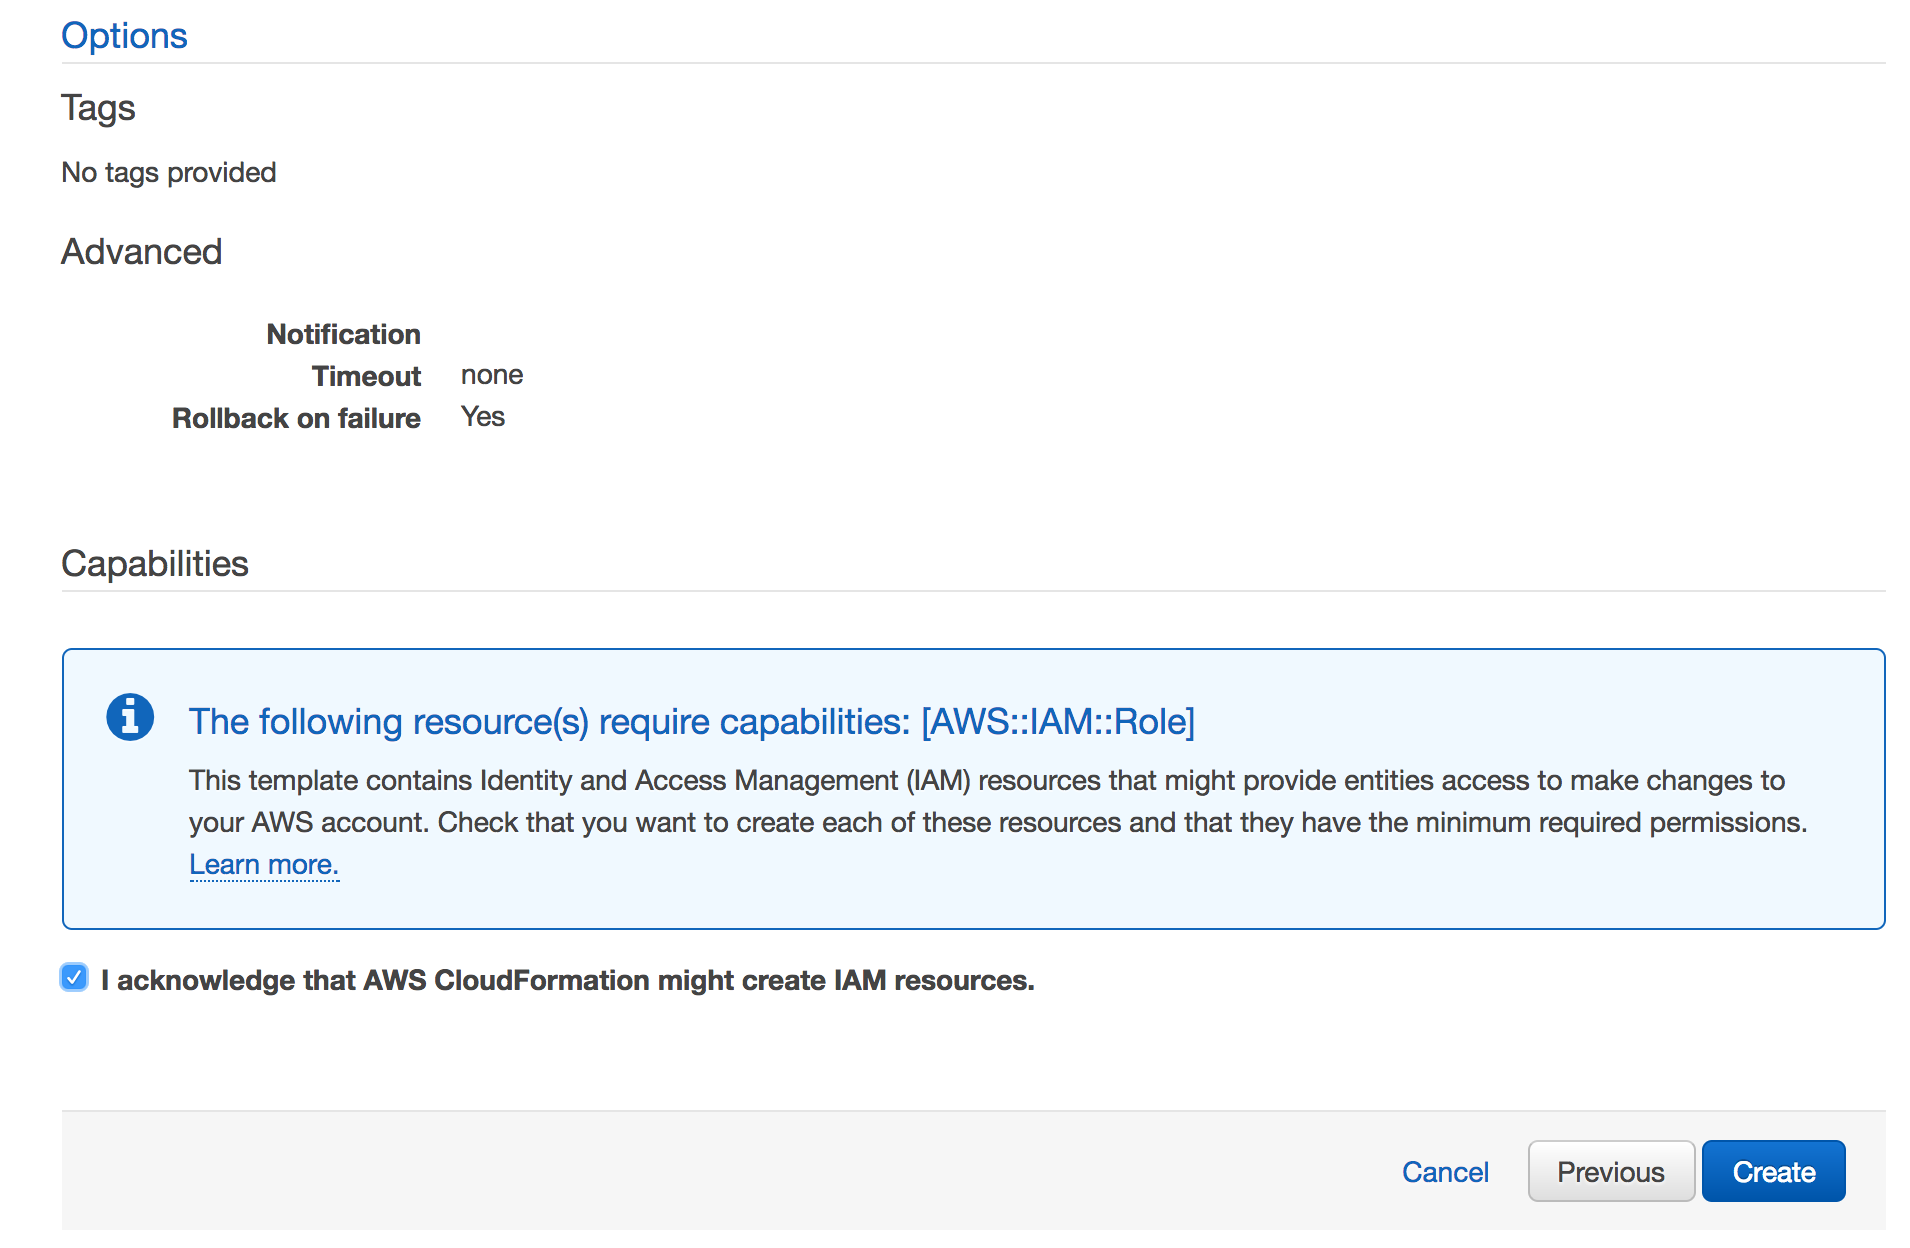 Options
Tags
No tags provided
Advanced
Notification
Timeout none
Rollback on failure Yes
Capabilities
The following resource(s) require capabilities: [AWS::IAM::Role]
This template contains Identity and Access Management (IAM) resources that might provide entities access to make changes to
your AWS account. Check that you want to create each of these resources and that they have the minimum required permissions.
Learn more.
I acknowledge that AWS CloudFormation might create IAM resources.
Cancel Previous Create